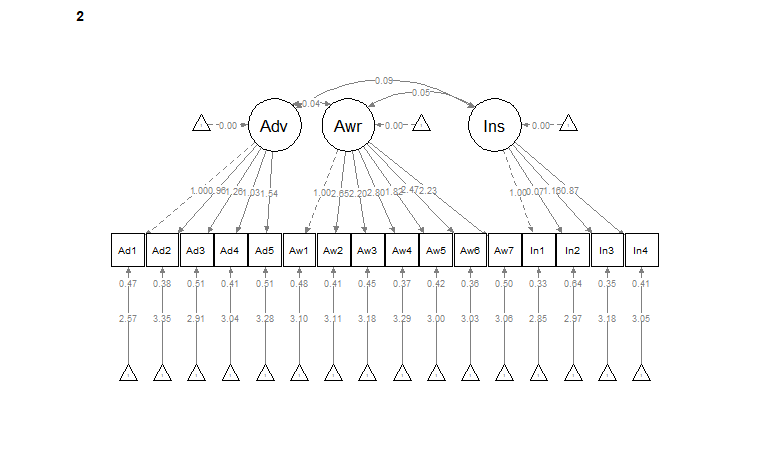 2
0.09
0.04 0.05
0.00 Adv Awr 0.00 Ins 0.00
1.00 0.96 1.26 1.03 1.54 1.00 2.65 2.20 2.80 1.82 2.47 2.23 1.00 0.07 1.16 0.87
Ad1 Ad2 Ad3 Ad4 Ad5 Aw1 Aw2 Aw3 Aw4 Aw5 Aw6 Aw7 In1 In2 In3 In4
0.47 0.38 0.51 0.41 0.51 0.48 0.41 0.45 0.37 0.42 0.36 0.50 0.33 0.64 0.35 0.41
2.57 3.35 2.91 3.04 3.28 3.10 3.11 3.18 3.29 3.00 3.03 3.06 2.85 2.97 3.18 3.05